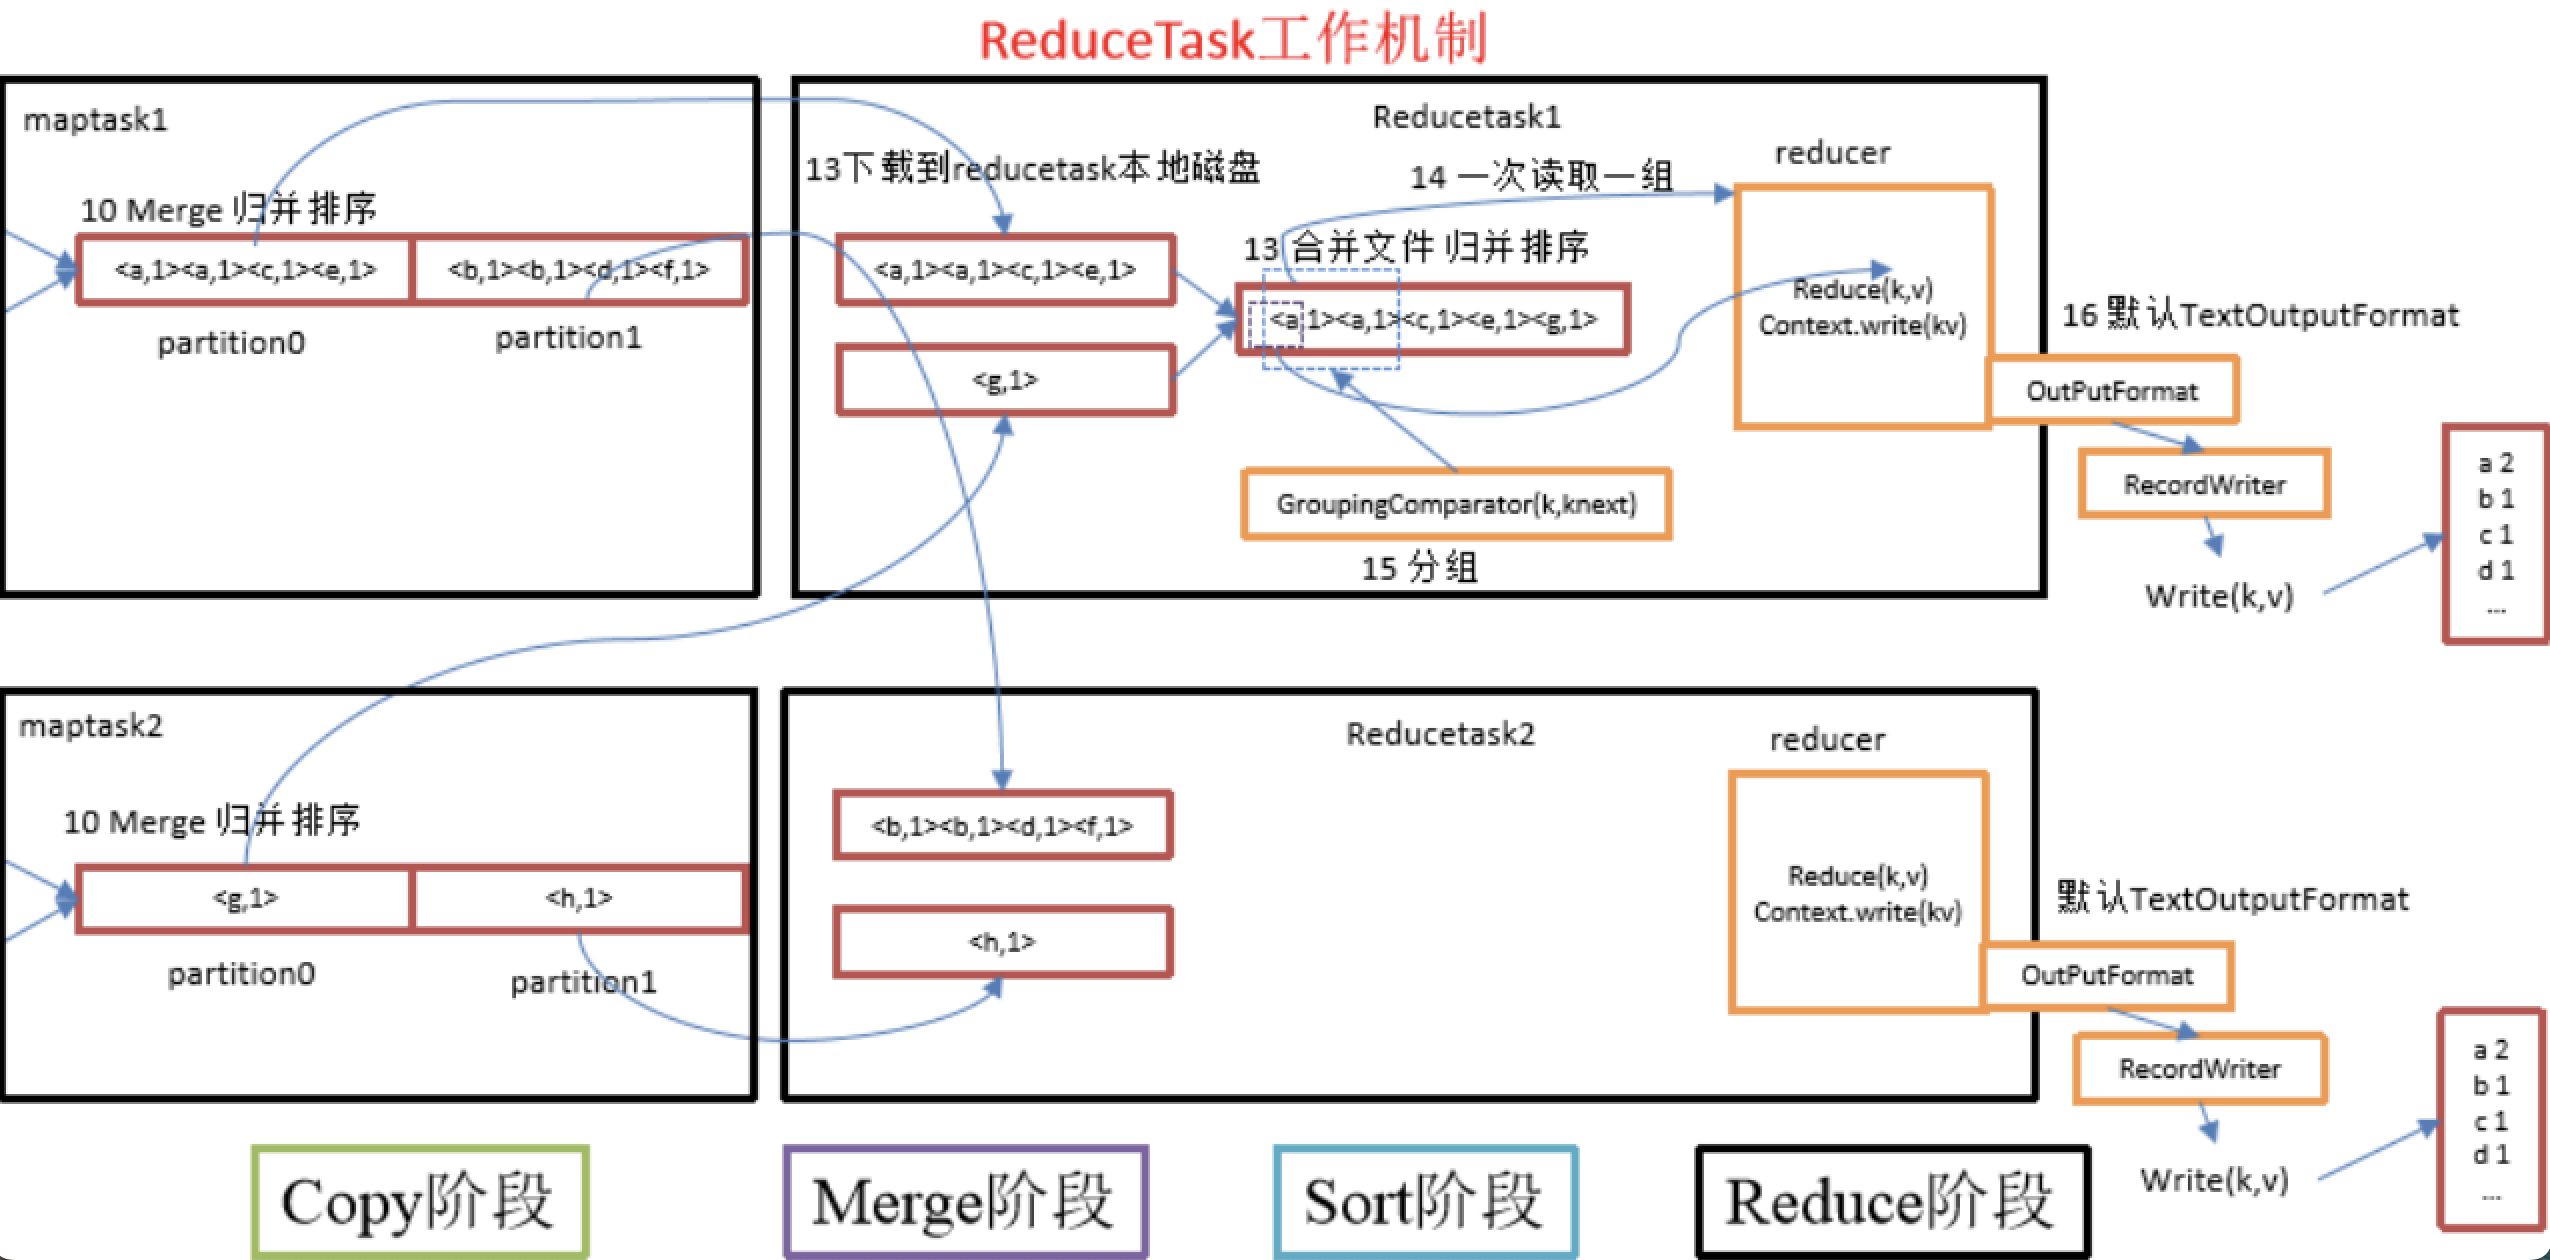 ReduceTask工作机制
maptask1
10 Merge 归并排序
<a,1><a,1><c,1><e,1>
<b,1><b,1><d,1><f,1>
partition0
partition1
Reducetask1
13下载到reducetask本地磁盘
<a,1><a,1><c,1><e,1>
<g,1>
14 一次读取一组
13 合并文件 归并排序
<a,1><a,1><c,1><e,1><g,1>
GroupingComparator(k,knext)
15 分组
reducer
Reduce(k,v)
Context.write(kv)
16 默认TextOutputFormat
OutPutFormat
RecordWriter
Write(k,v)
a 2
b 1
c 1
d 1
...
maptask2
10 Merge 归并排序
<g,1>
<h,1>
partition0
partition1
Reducetask2
<b,1><b,1><d,1><f,1>
<h,1>
reducer
Reduce(k,v)
Context.write(kv)
默认TextOutputFormat
OutPutFormat
RecordWriter
Write(k,v)
a 2
b 1
c 1
d 1
...
Copy阶段
Merge阶段
Sort阶段
Reduce阶段